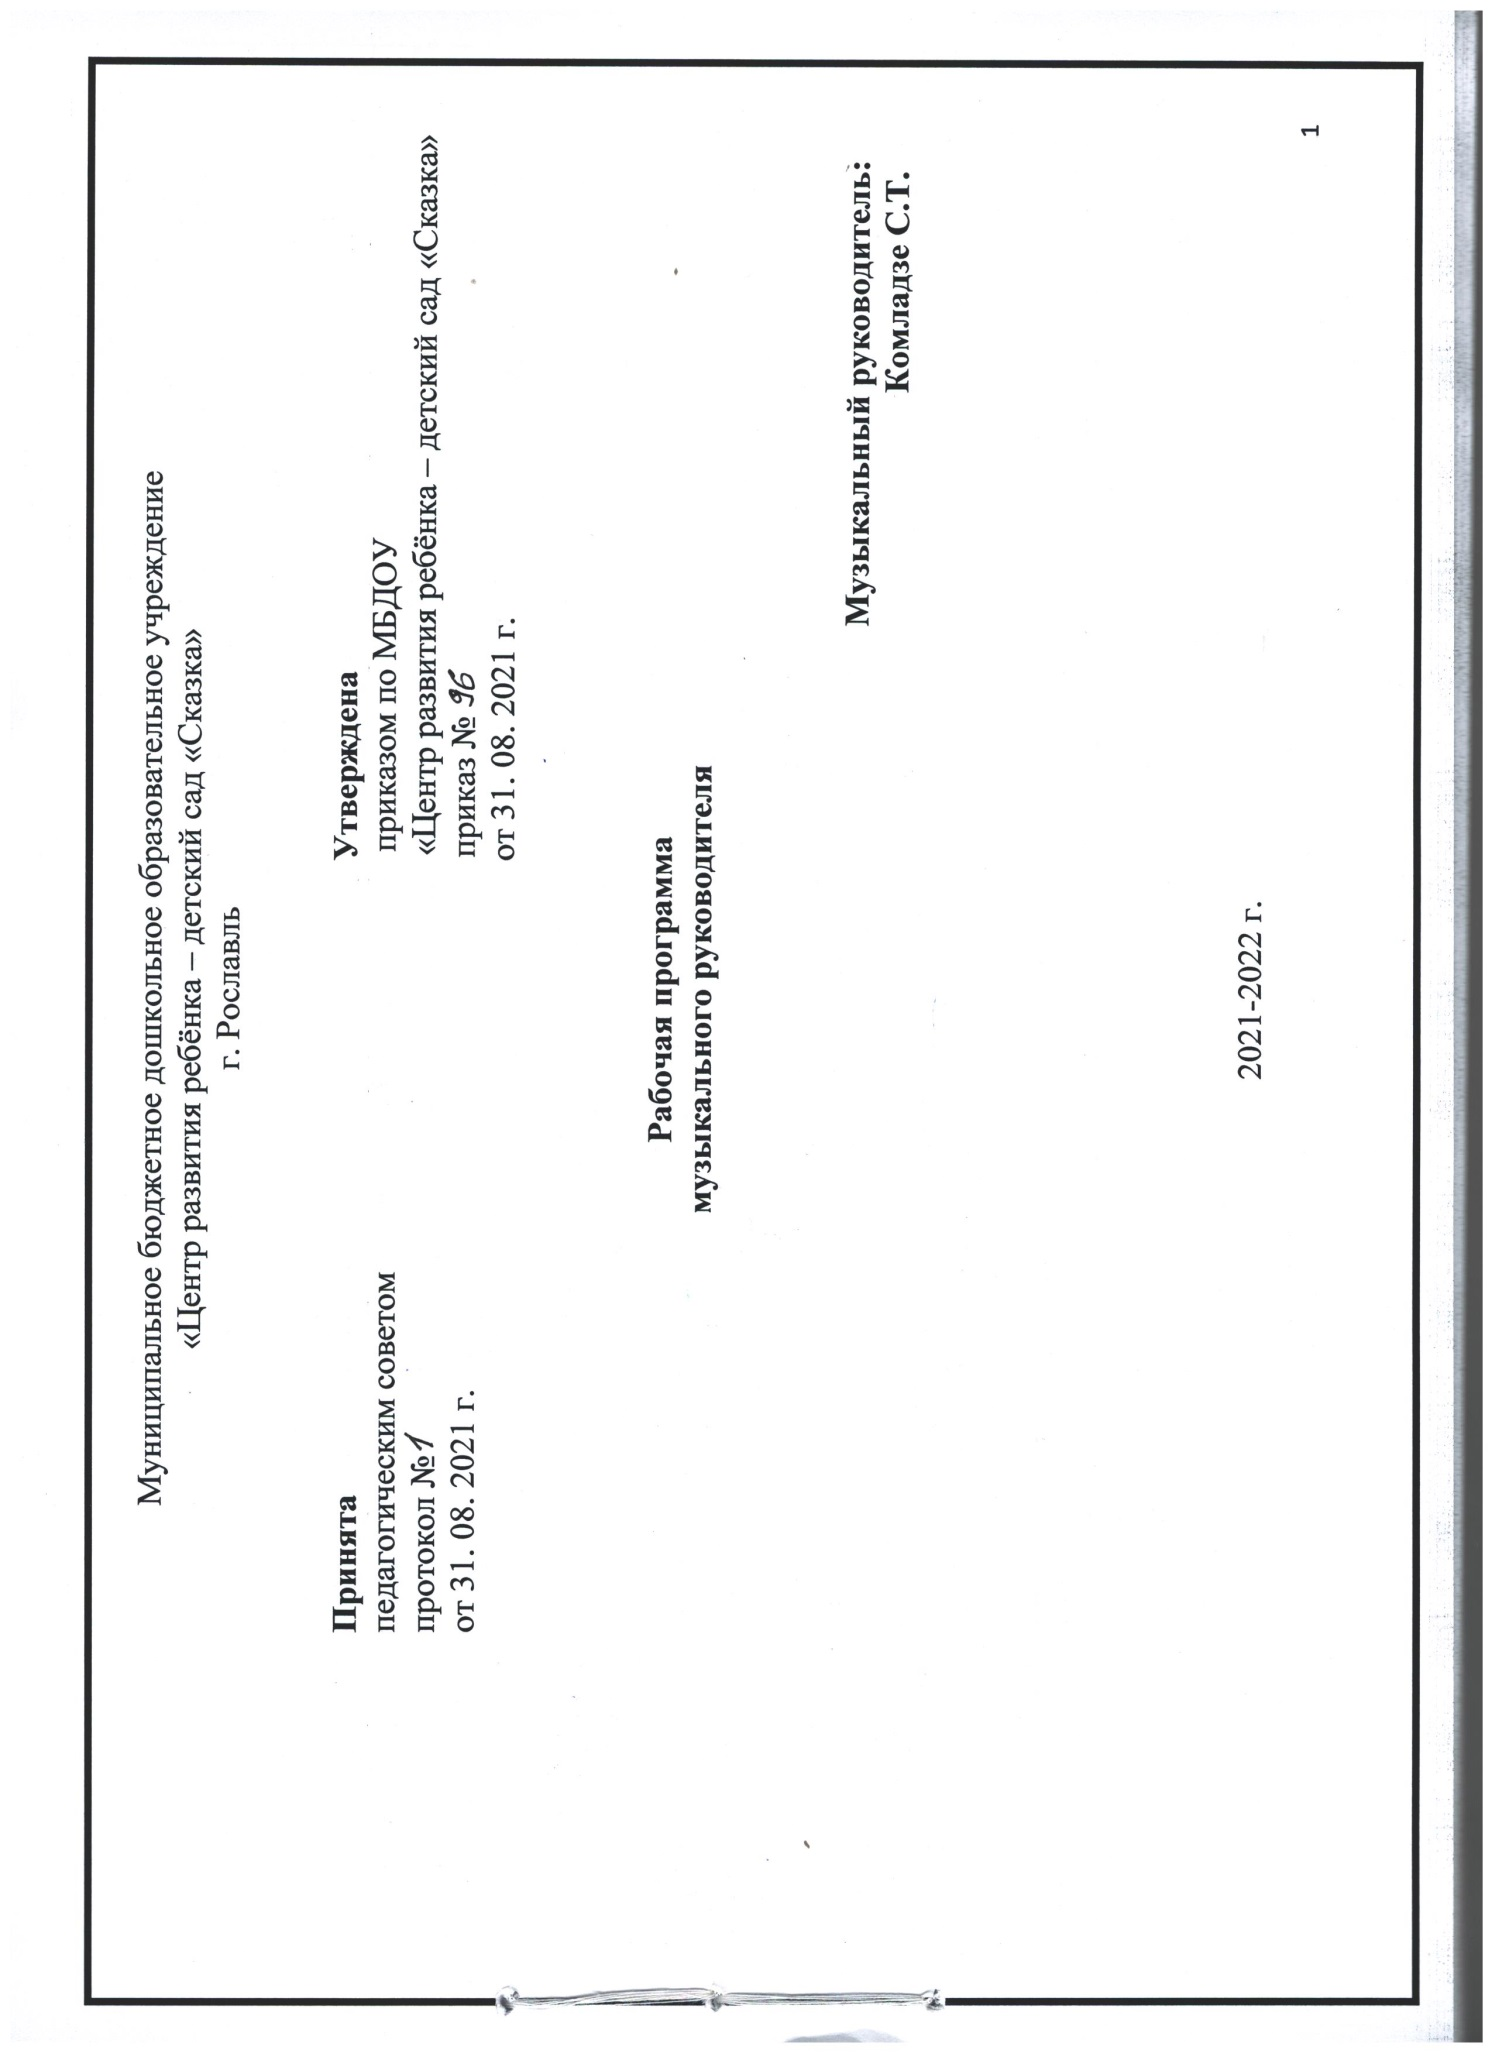 Муниципальное бюджетное дошкольное образовательное учреждение
«Центр развития ребёнка – детский сад «Сказка»
г. Рославль
Принята
педагогическим советом
протокол № 1
от 31. 08. 2021 г.
Утверждена
приказом по МБДОУ
«Центр развития ребёнка – детский сад «Сказка»
приказ № 96
от 31. 08. 2021 г.
Рабочая программа
музыкального руководителя
Музыкальный руководитель:
Комладзе С.Т.
2021-2022 г.
1